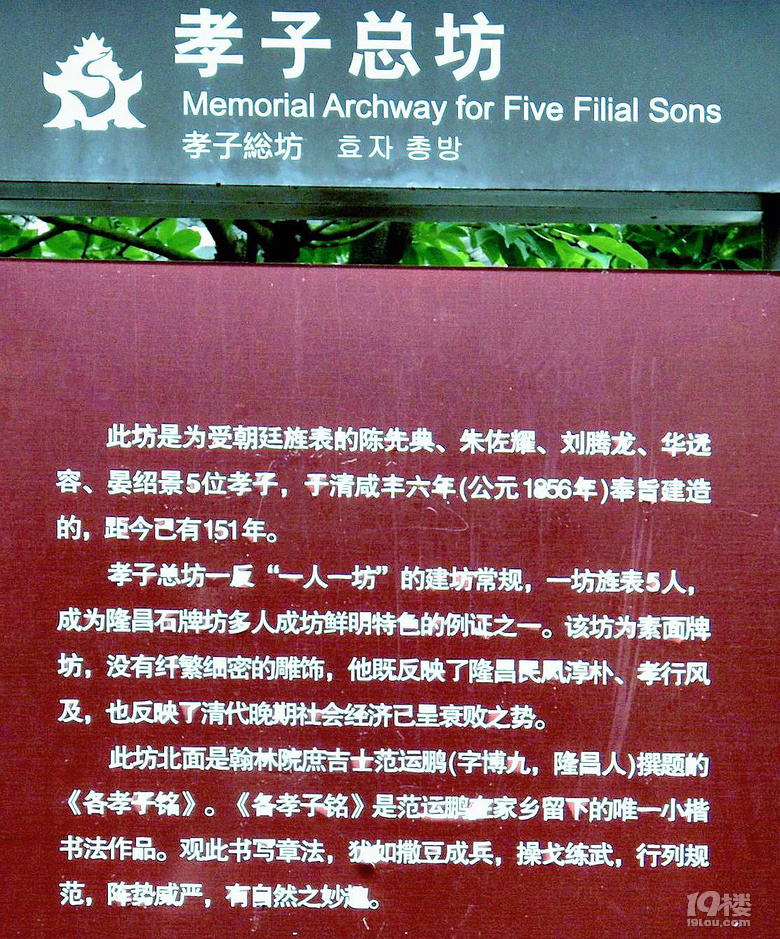 孝子总坊
Memorial Archway for Five Filial Sons
孝子総坊 효자 총방
此坊是为受朝廷旌表的陈先典、朱佐耀、刘腾龙、华远
容、晏绍景5位孝子，于清咸丰六年(公元1856年)奉旨建造
的，距今已有151年。
孝子总坊一反“一人一坊”的建坊常规，一坊旌表5人，
成为隆昌石牌坊多人成坊鲜明特色的例证之一。该坊为素面牌
坊，没有纤繁细密的雕饰，他既反映了隆昌民风淳朴、孝行风
及，也反映了清代晚期社会经济已呈衰败之势。
此坊北面是翰林院庶吉士范运鹏(字博九，隆昌人)撰题的
《各孝子铭》。《各孝子铭》是范运鹏在家乡留下的唯一小楷
书法作品。观此书写章法，犹如撒豆成兵，操戈练武，行列规
范，阵势威严，有自然之妙趣。
19楼
19lou.com